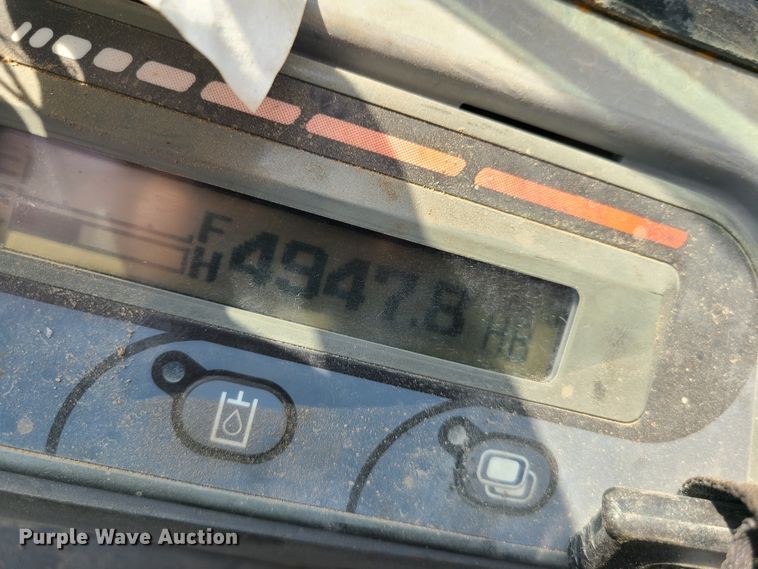 F
H 4947.8 HR
Purple Wave Auction®